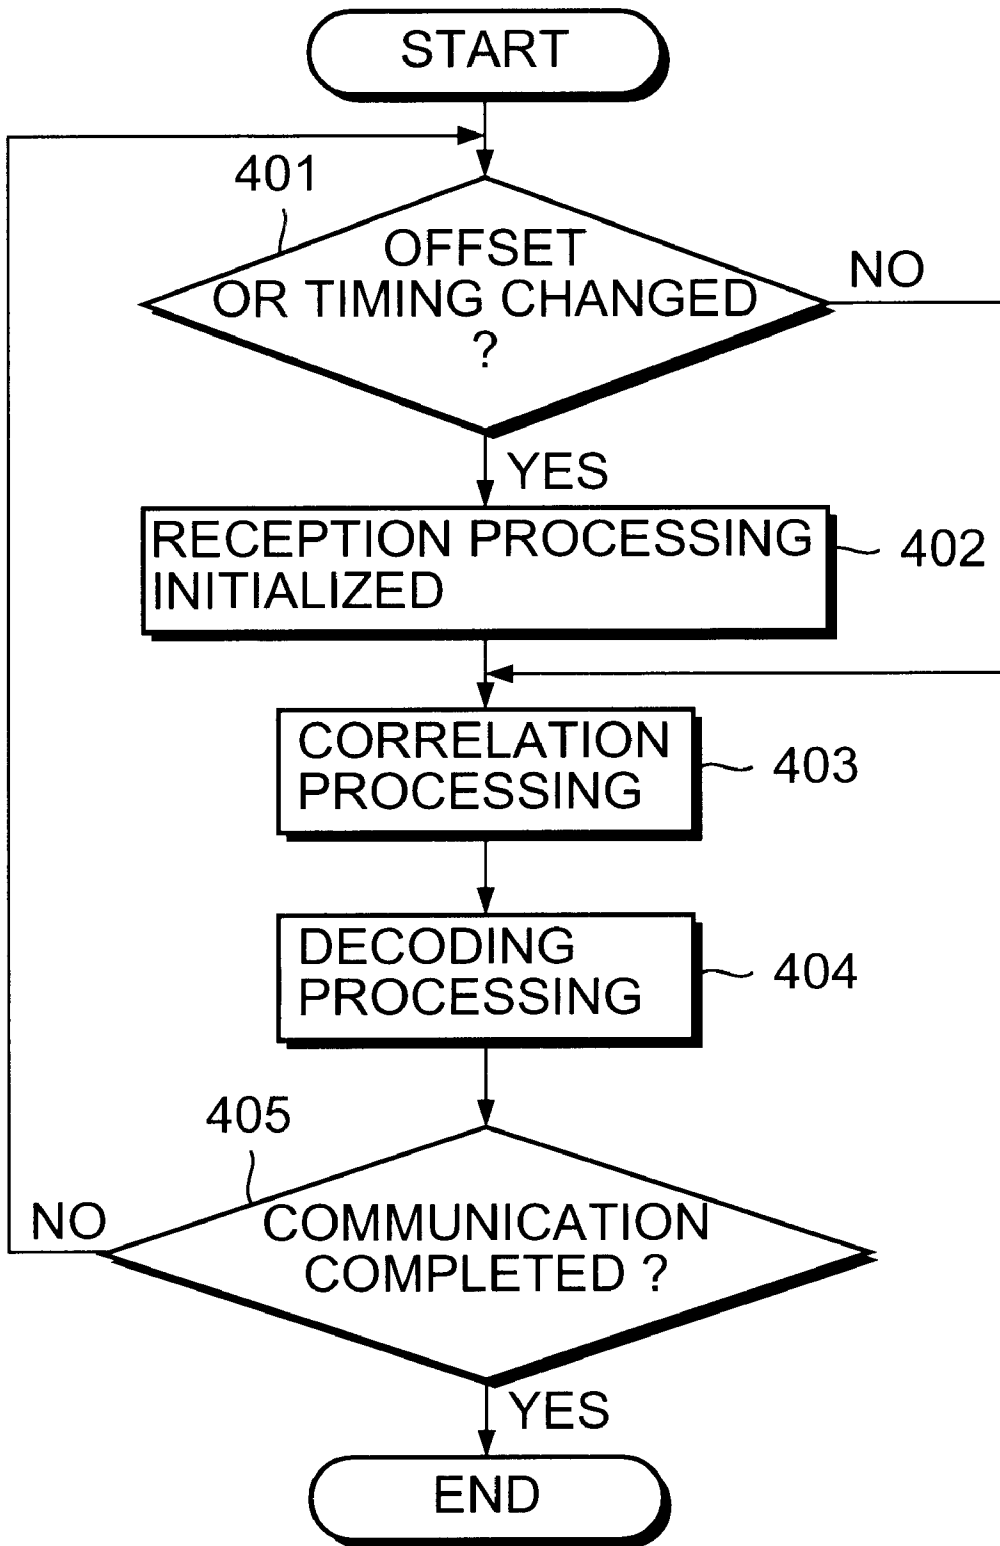 START
401
OFFSET
OR TIMING CHANGED
?
NO
YES
RECEPTION PROCESSING
INITIALIZED
402
CORRELATION
PROCESSING
403
DECODING
PROCESSING
404
405
NO
COMMUNICATION
COMPLETED ?
YES
END